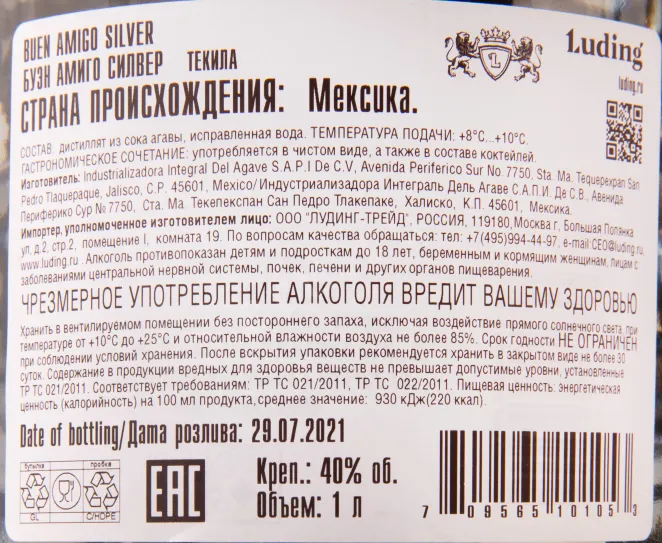 BUEN AMIGO SILVER
БУЭН АМИГО СИЛВЕР ТЕКИЛА
СТРАНА ПРОИСХОЖДЕНИЯ: Мексика.
L
Luding
luding.ru
СОСТАВ: дистиллят из сока агавы, исправленная вода. ТЕМПЕРАТУРА ПОДАЧИ: +8°С...+10°С.
ГАСТРОНОМИЧЕСКОЕ СОЧЕТАНИЕ: употребляется в чистом виде, а также в составе коктейлей.
Изготовитель: Industrializadora Integral Del Agave S.A.P.I De C.V, Avenida Periferico Sur No. 7750, Sta. Ma. Tequepexpan San
Pedro Tlaquepaque, Jalisco, C.P. 45601, Mexico/Индустриализадора Интеграль Дель Агаве С.А.П.И. Де С.В., Авенида
Периферико Сур № 7750, Ста. Ма. Текепекспан Сан Педро Тлакепаке, Халиско, К.П. 45601, Мексика.
Импортер, уполномоченное изготовителем лицо: ООО "ЛУДИНГ-ТРЕЙД", РОССИЯ, 119180, Москва г, Большая Полянка
ул, д.2, стр.2, помещение I, комната 19. По вопросам качества обращаться: тел: +7(495)994-44-97. e-mail:CEO@luding.ru,
www.luding.ru. Алкоголь противопоказан детям и подросткам до 18 лет, беременным и кормящим женщинам, лицам с
заболеваниями центральной нервной системы, почек, печени и других органов пищеварения.
ЧРЕЗМЕРНОЕ УПОТРЕБЛЕНИЕ АЛКОГОЛЯ ВРЕДИТ ВАШЕМУ ЗДОРОВЬЮ
Хранить в вентилируемом помещении без постороннего запаха, исключая воздействие прямого солнечного света, при
температуре от +10°С до +25°С и относительной влажности воздуха не более 85%. Срок годности НЕ ОГРАНИЧЕН
при соблюдении условий хранения. После вскрытия упаковки рекомендуется хранить в закрытом виде не более 30
суток. Содержание в продукции вредных для здоровья веществ не превышает допустимые уровни, установленные
ТР ТС 021/2011. Соответствует требованиям: ТР ТС 021/2011, ТР ТС 022/2011. Пищевая ценность: энергетическая
ценность (калорийность) на 100 мл продукта, среднее значение: 930 кДж(220 ккал).
Date of bottling/Дата розлива: 29.07.2021
бутылка
пробка
GL
C/HDPE
EAC
Креп.: 40% об.
Объем: 1 л
7 09565 10105 3